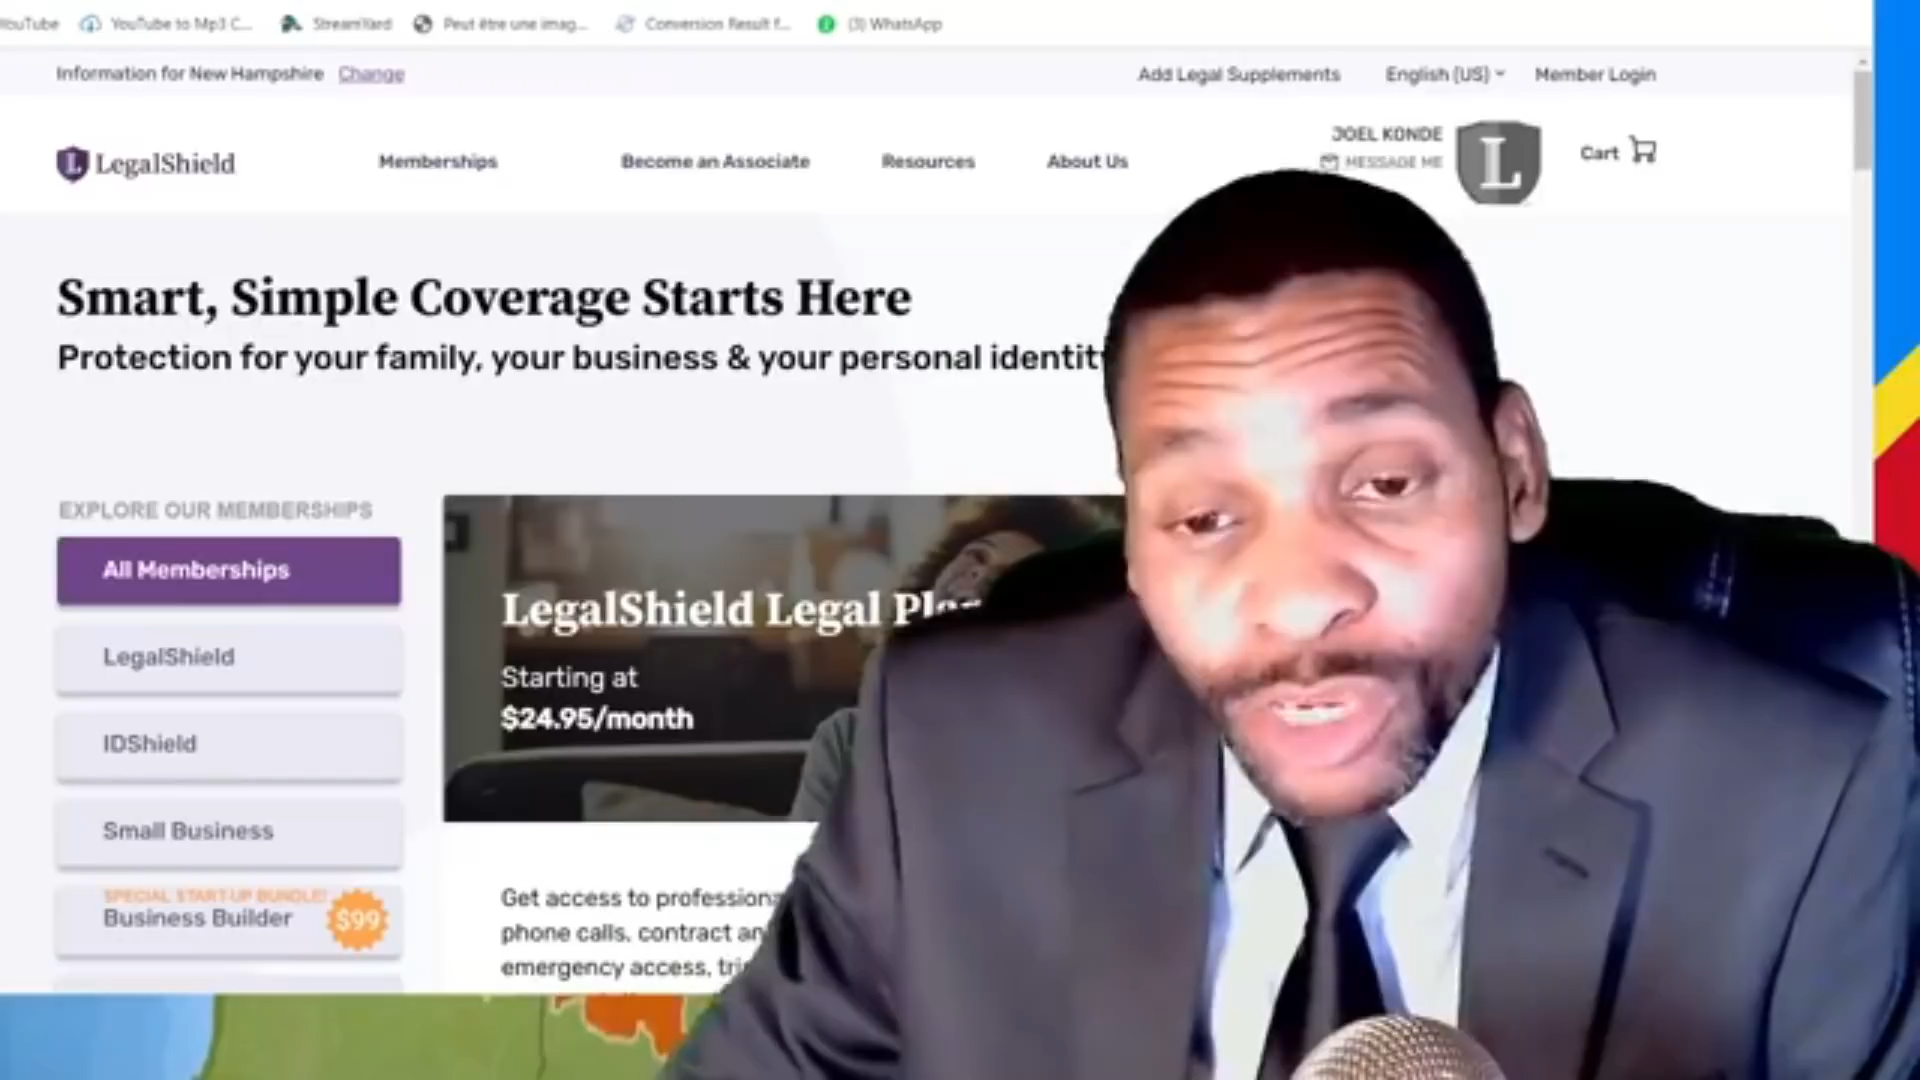 YouTube to Mp3 C... StreamYard Peut être une imag... Conversion Result f... (3) WhatsApp
Information for New Hampshire Change Add Legal Supplements English (US) Member Login
JOEL KONDE
MESSAGE ME
LegalShield Memberships Become an Associate Resources About Us Cart
Smart, Simple Coverage Starts Here
Protection for your family, your business & your personal identity
EXPLORE OUR MEMBERSHIPS
All Memberships
LegalShield
IDShield
Small Business
SPECIAL START-UP BUNDLE!
Business Builder $99
LegalShield Legal Plan
Starting at
$24.95/month
Get access to professiona
phone calls, contract an
emergency access, tri